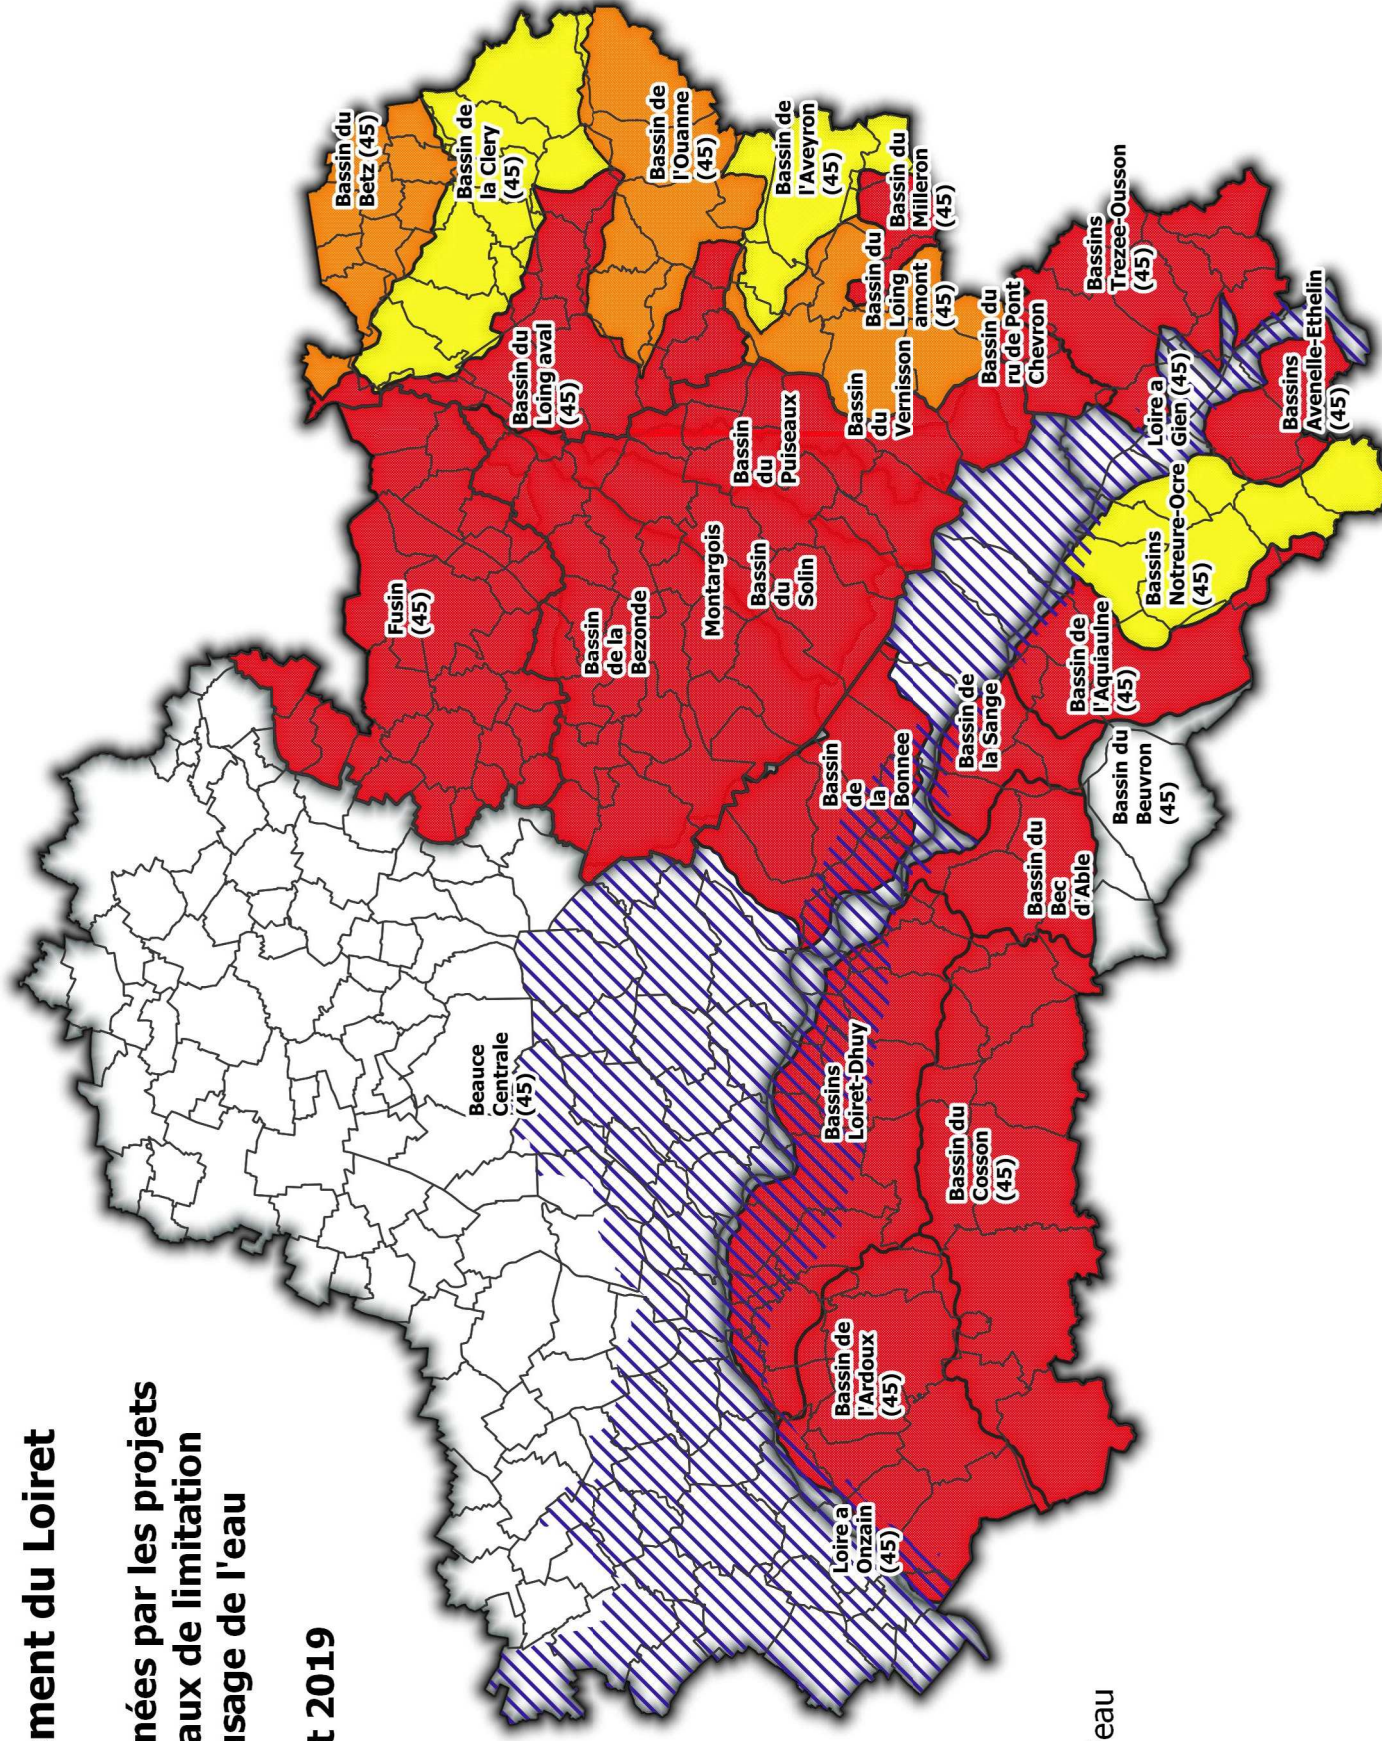 ment du Loiret
nées par les projets
aux de limitation
usage de l'eau
t 2019
Bassin du
Betz (45)
Bassin de
la Clery
(45)
Bassin de
l'Ouanne
(45)
Bassin de
l'Aveyron
(45)
Bassin du
Milleron
(45)
Bassin du
Loing
amont
(45)
Bassins
Trezee-Ousson
(45)
Bassin du
ru de Pont
Chevron
(45)
Bassin du
Loing aval
(45)
Bassin
du
Vernisson
Bassin
du
Puiseaux
Loire a
Gien (45)
Bassins
Avenelle-Ethelin
(45)
Fusin
(45)
Bassin
de la
Bezonde
Montargois
Bassin
du
Solin
Bassins
Notreure-Ocre
(45)
Bassin de
l'Aquiaulne
(45)
Bassin de
la Sange
Bassin
de
la
Bonnee
Bassin du
Beuvron
(45)
Bassin du
Bec
d'Able
Beauce
Centrale
(45)
Bassins
Loiret-Dhuy
Bassin du
Cosson
(45)
Bassin de
l'Ardoux
(45)
Loire a
Onzain
(45)
eau